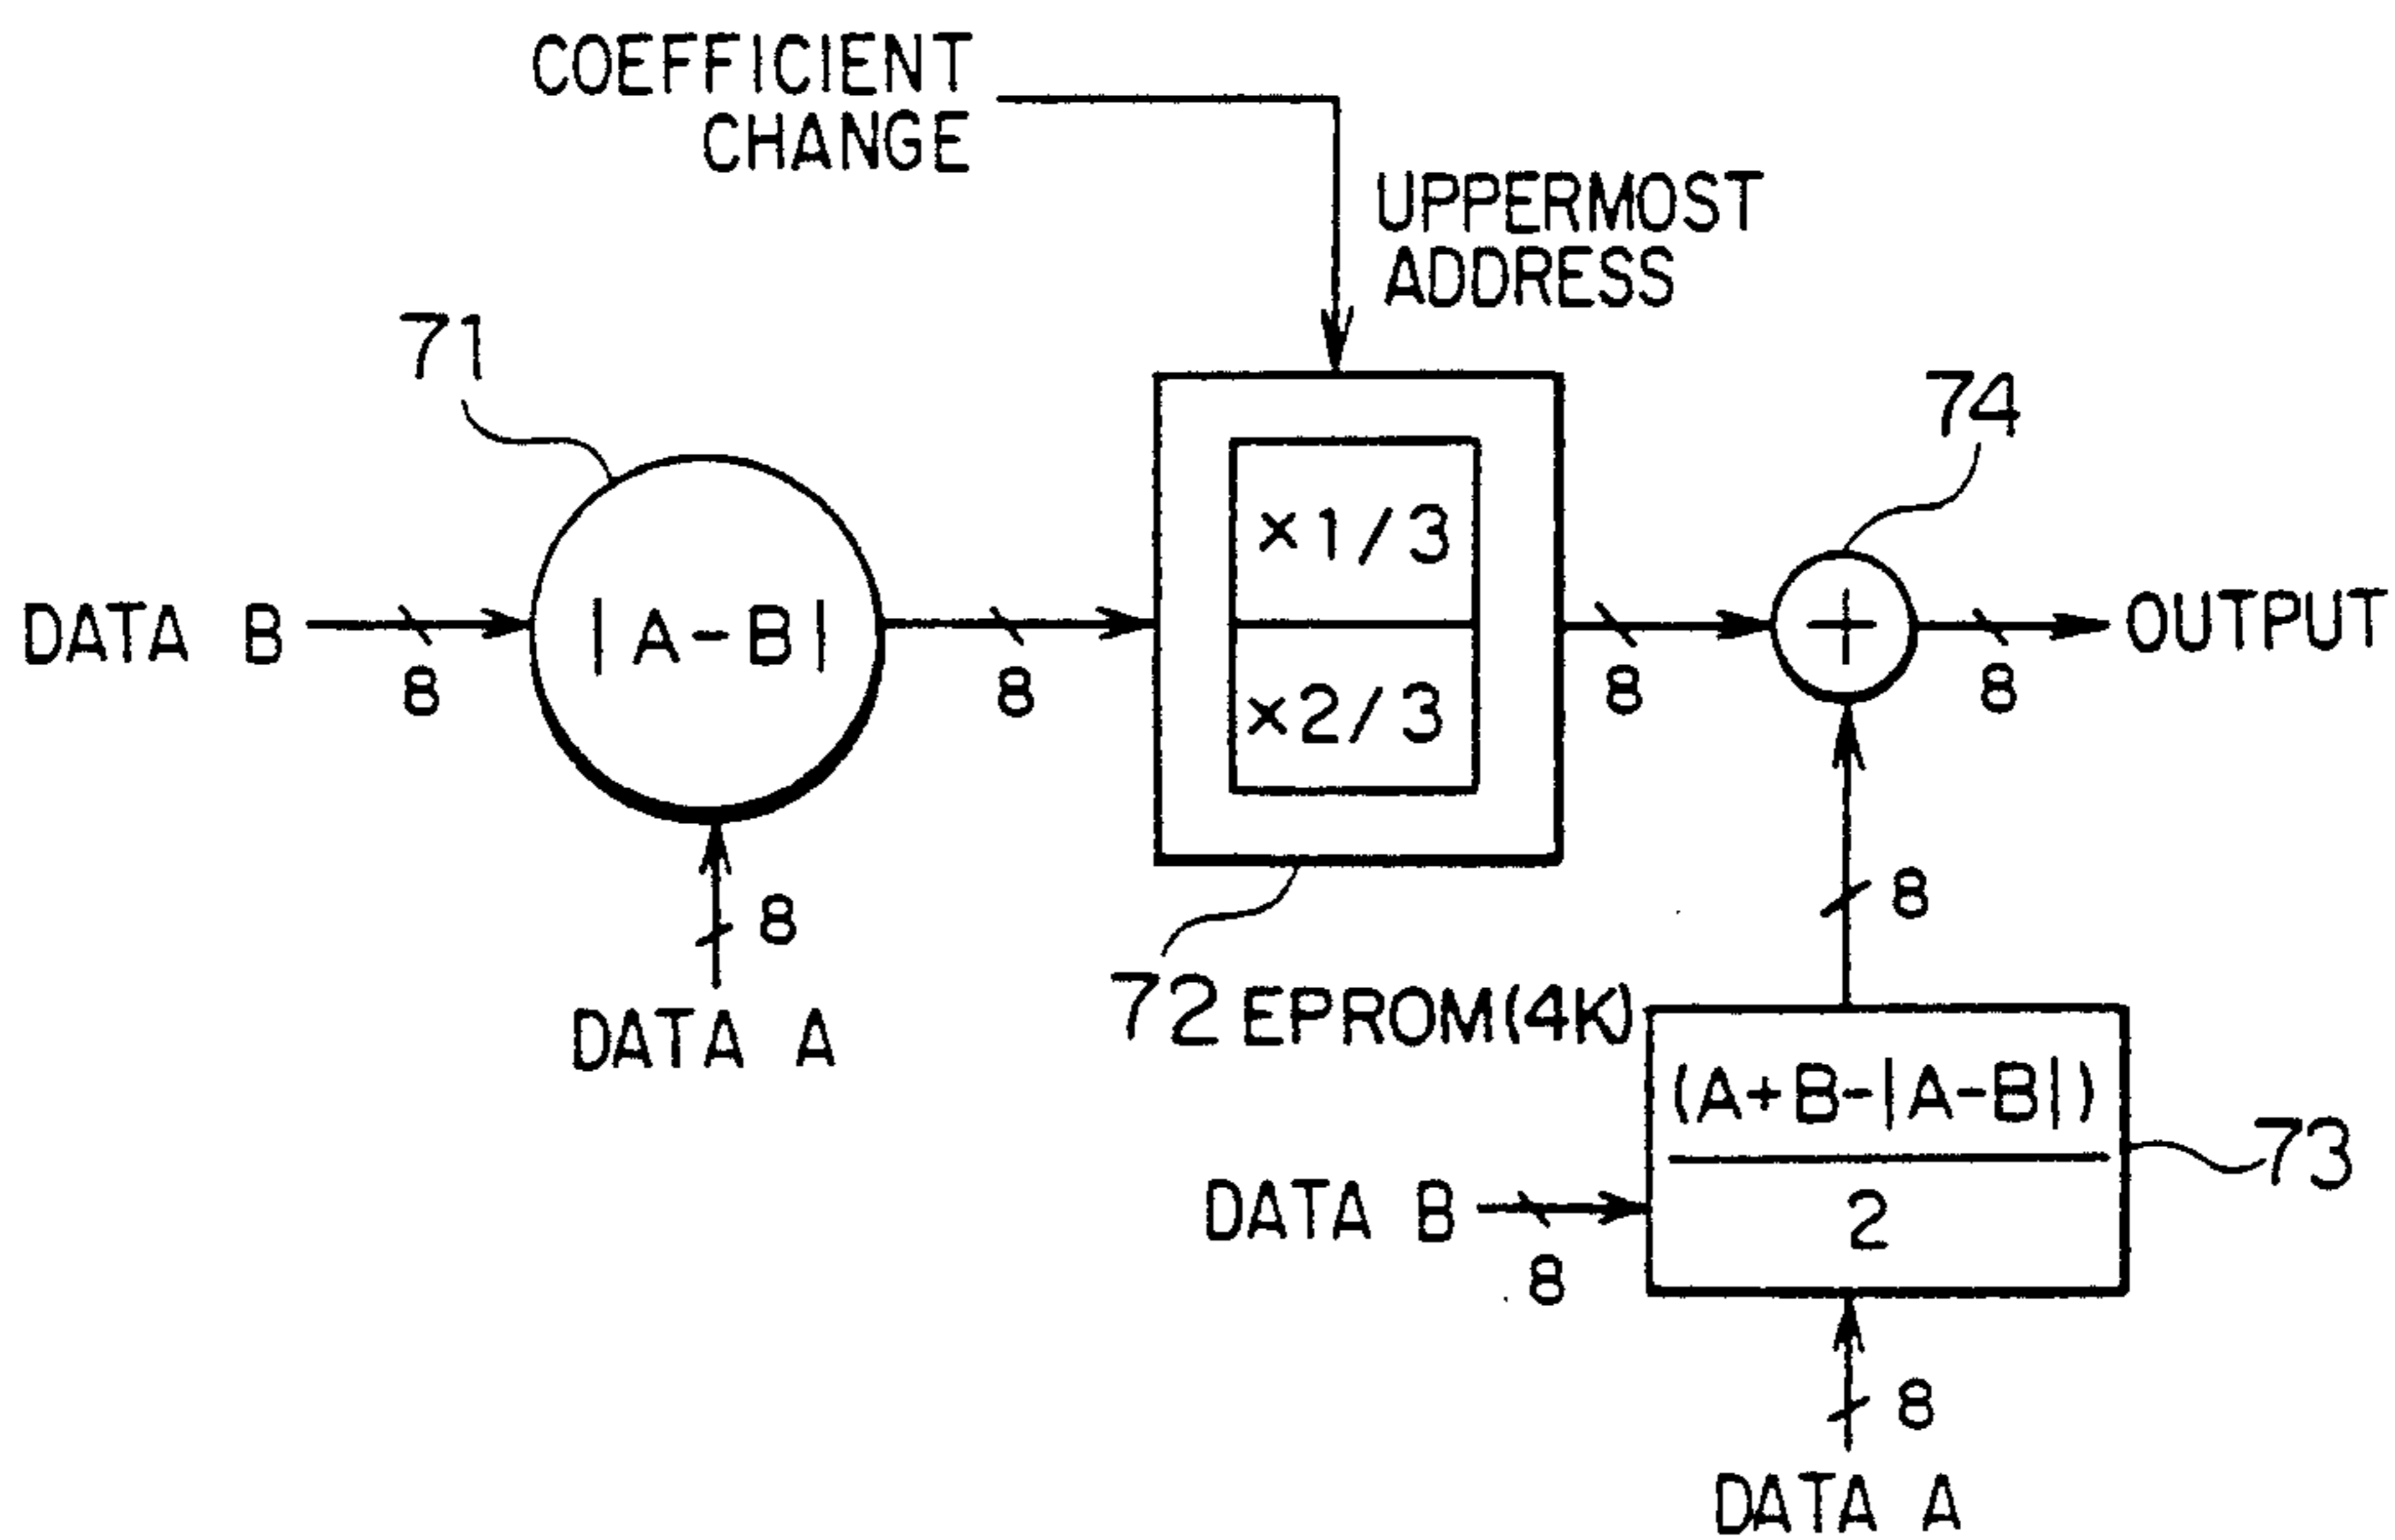 COEFFICIENT
CHANGE
UPPERMOST
ADDRESS
71
74
×1/3
DATA B
|A-B|
OUTPUT
8
8
8
8
×2/3
8
8
DATA A
72 EPROM(4K)
(A+B-|A-B|)
2
73
DATA B
8
8
DATA A